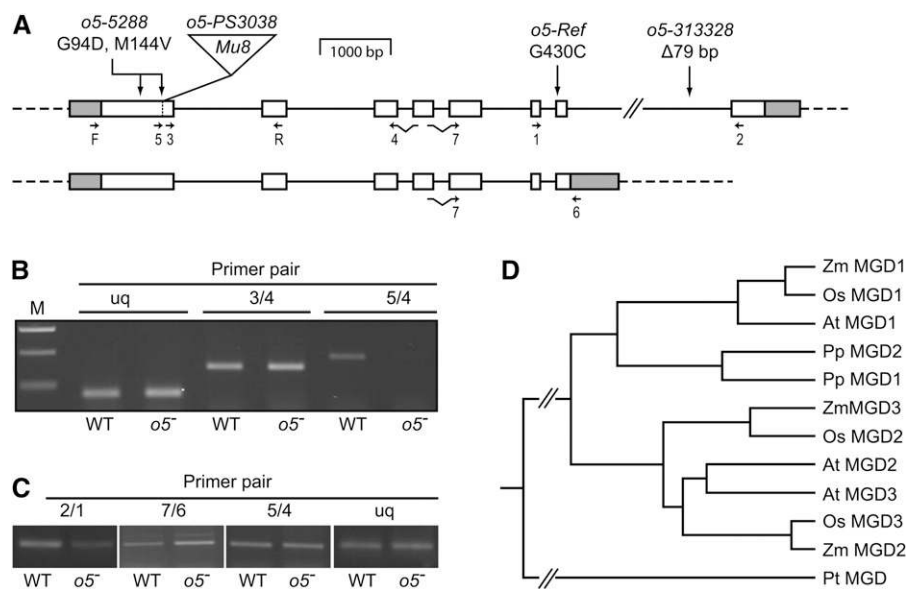 A
o5-5288
G94D, M144V
o5-PS3038
Mu8
1000 bp
o5-Ref
G430C
o5-313328
Δ79 bp
F 5 3 R 4 7 1 2
7 6
B
Primer pair
M uq 3/4 5/4
WT o5⁻ WT o5⁻ WT o5⁻
C
Primer pair
2/1 7/6 5/4 uq
WT o5⁻ WT o5⁻ WT o5⁻ WT o5⁻
D
Zm MGD1
Os MGD1
At MGD1
Pp MGD2
Pp MGD1
ZmMGD3
Os MGD2
At MGD2
At MGD3
Os MGD3
Zm MGD2
Pt MGD